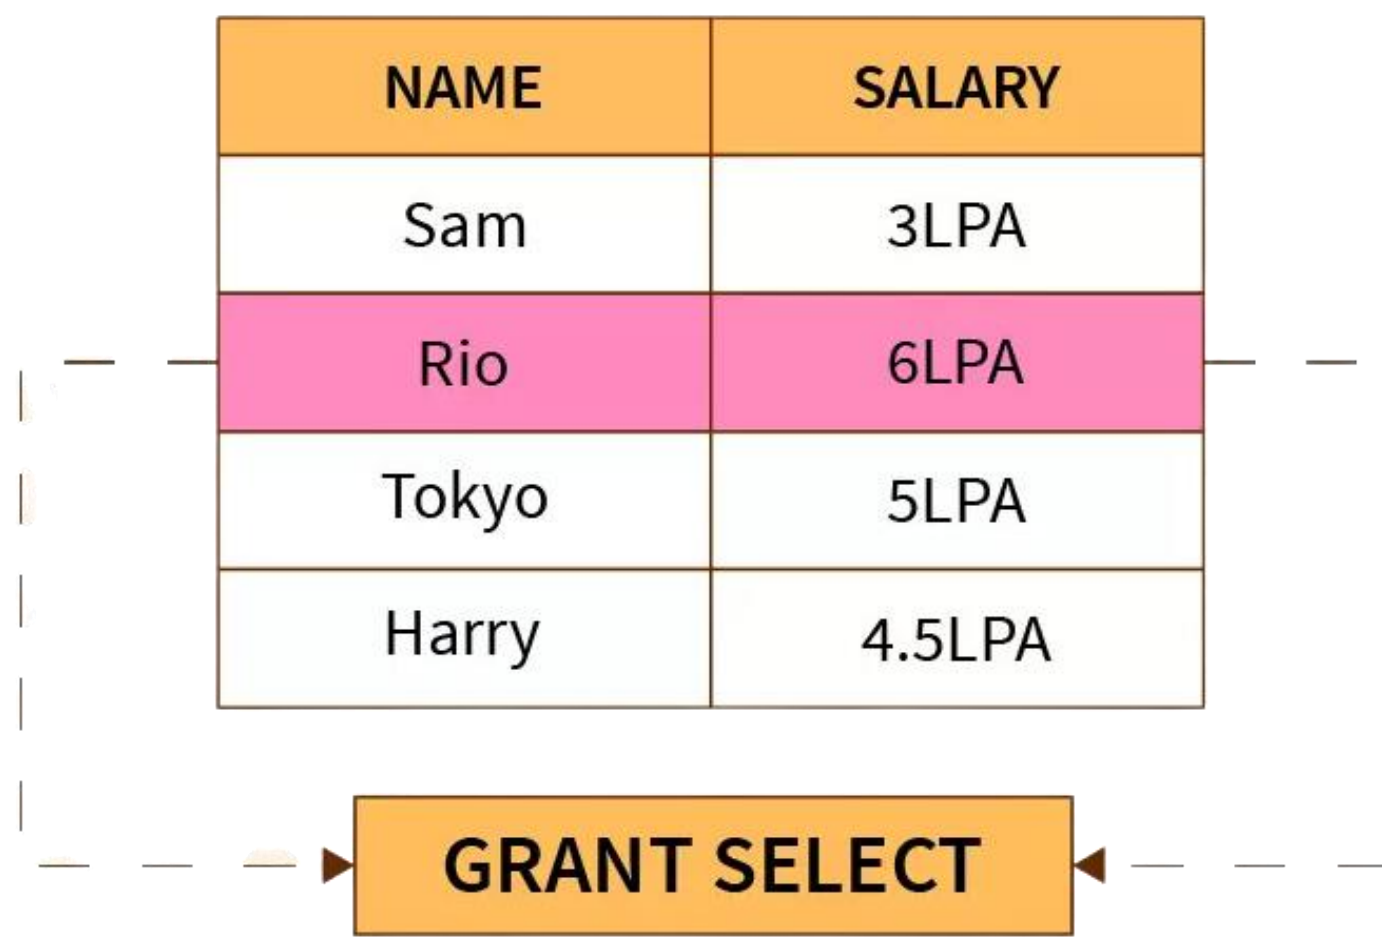 NAME SALARY
Sam 3LPA
Rio 6LPA
Tokyo 5LPA
Harry 4.5LPA
GRANT SELECT